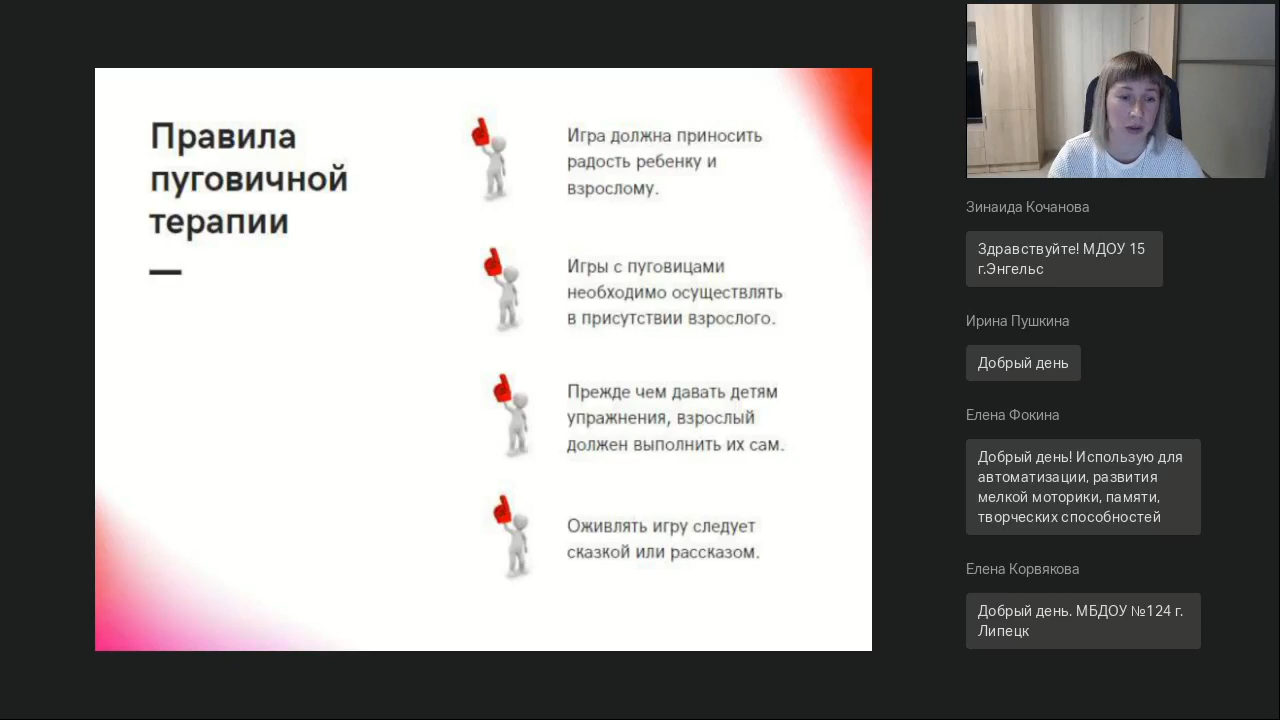 Правила
пуговичной
терапии
Игра должна приносить
радость ребенку и
взрослому.
Игры с пуговицами
необходимо осуществлять
в присутствии взрослого.
Прежде чем давать детям
упражнения, взрослый
должен выполнить их сам.
Оживлять игру следует
сказкой или рассказом.
Зинаида Кочанова
Здравствуйте! МДОУ 15
г.Энгельс
Ирина Пушкина
Добрый день
Елена Фокина
Добрый день! Использую для
автоматизации, развития
мелкой моторики, памяти,
творческих способностей
Елена Корвякова
Добрый день. МБДОУ №124 г.
Липецк